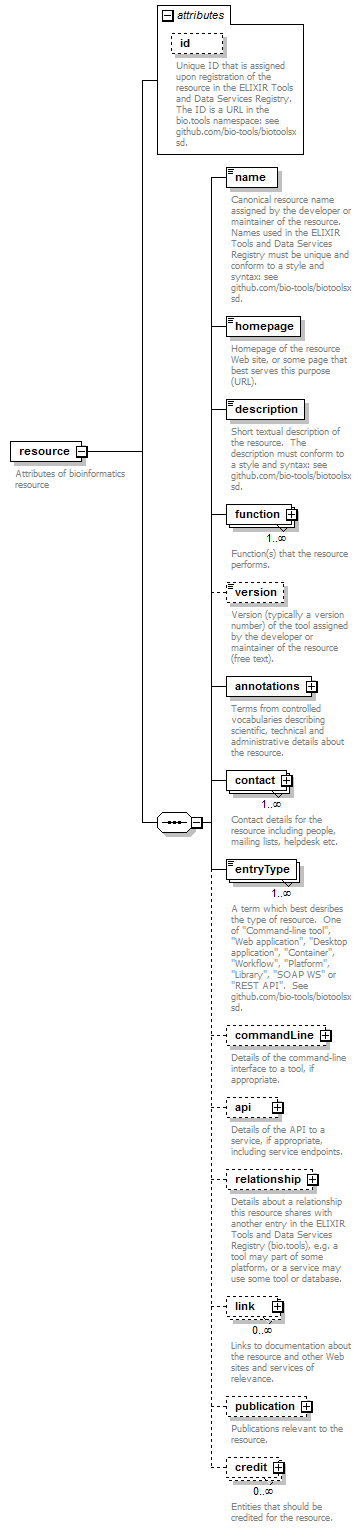 attributes
id
Unique ID that is assigned
upon registration of the
resource in the ELIXIR Tools
and Data Services Registry.
The ID is a URL in the
bio.tools namespace: see
github.com/bio-tools/biotoolsx
sd.
name
Canonical resource name
assigned by the developer or
maintainer of the resource.
Names used in the ELIXIR
Tools and Data Services
Registry must be unique and
conform to a style and
syntax: see
github.com/bio-tools/biotoolsx
sd.
homepage
Homepage of the resource
Web site, or some page that
best serves this purpose
(URL).
description
Short textual description of
the resource.  The
description must conform to
a style and syntax: see
github.com/bio-tools/biotoolsx
sd.
resource
Attributes of bioinformatics
resource
function
1..∞
Function(s) that the resource
performs.
version
Version (typically a version
number) of the tool assigned
by the developer or
maintainer of the resource
(free text).
annotations
Terms from controlled
vocabularies describing
scientific, technical and
administrative details about
the resource.
contact
1..∞
Contact details for the
resource including people,
mailing lists, helpdesk etc.
entryType
1..∞
A term which best desribes
the type of resource.  One
of "Command-line tool",
"Web application", "Desktop
application", "Container",
"Workflow", "Platform",
"Library", "SOAP WS" or
"REST API".  See
github.com/bio-tools/biotoolsx
sd.
commandLine
Details of the command-line
interface to a tool, if
appropriate.
api
Details of the API to a
service, if appropriate,
including service endpoints.
relationship
Details about a relationship
this resource shares with
another entry in the ELIXIR
Tools and Data Services
Registry (bio.tools), e.g. a
tool may part of some
platform, or a service may
use some tool or database.
link
0..∞
Links to documentation about
the resource and other Web
sites and services of
relevance.
publication
Publications relevant to the
resource.
credit
0..∞
Entities that should be
credited for the resource.